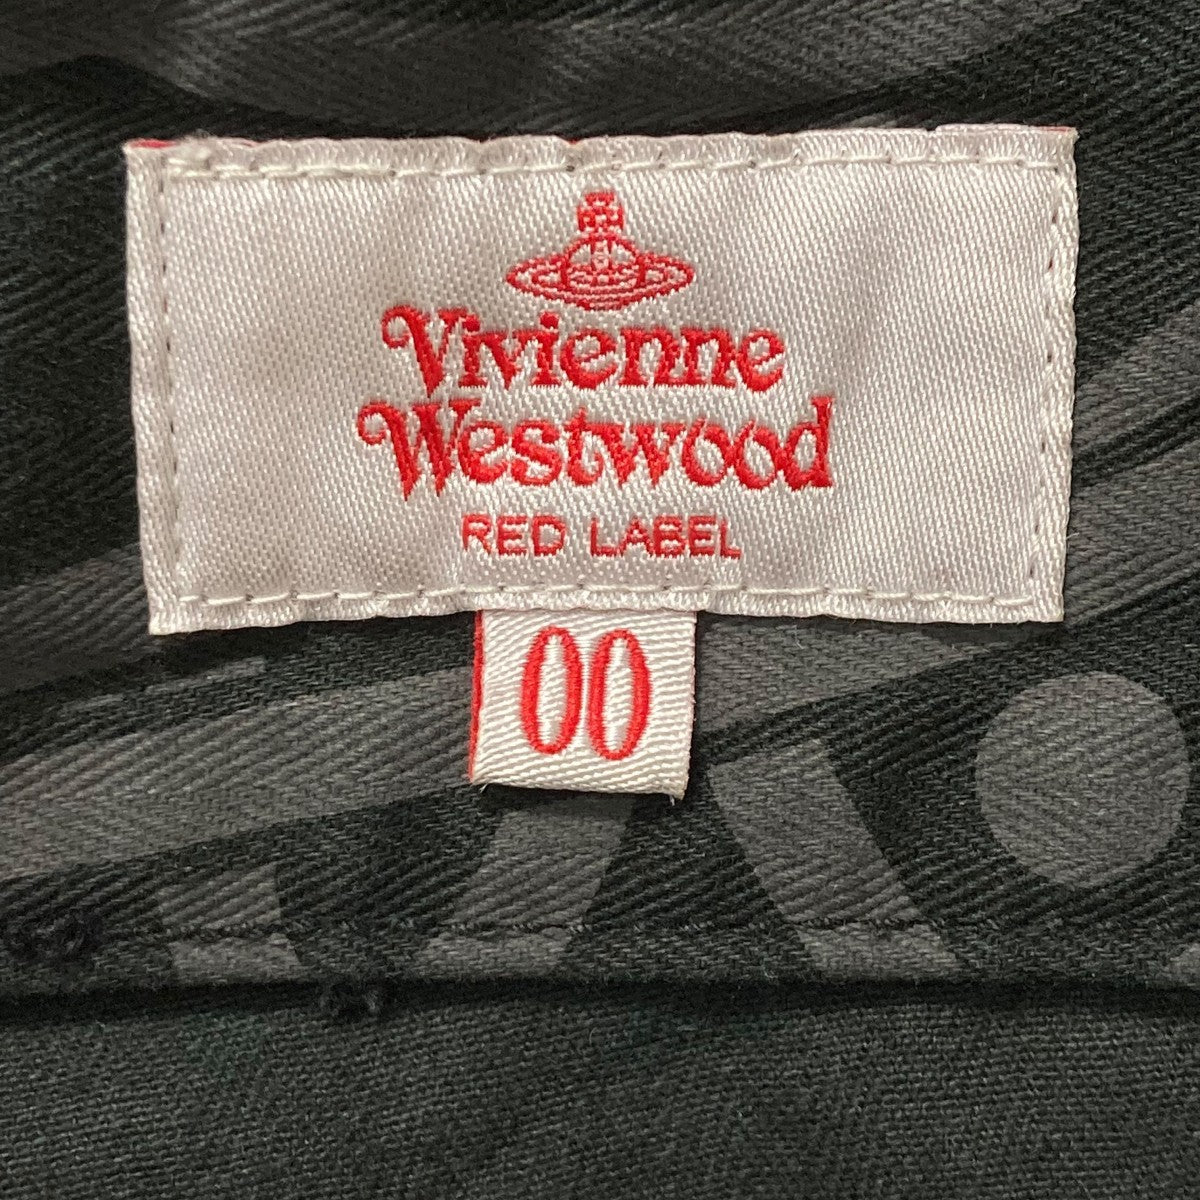 Vivienne
Westwood
RED LABEL
00